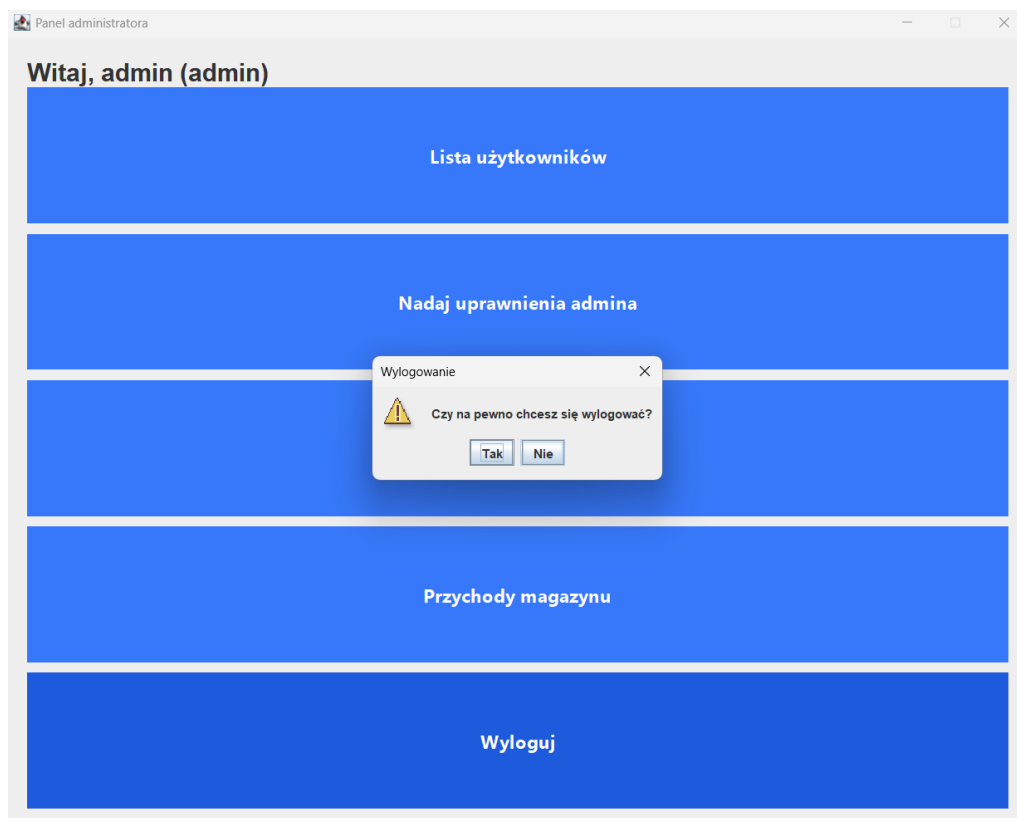 Panel administratora
Witaj, admin (admin)
Lista użytkowników
Nadaj uprawnienia admina
Wylogowanie
Czy na pewno chcesz się wylogować?
Tak Nie
Przychody magazynu
Wyloguj